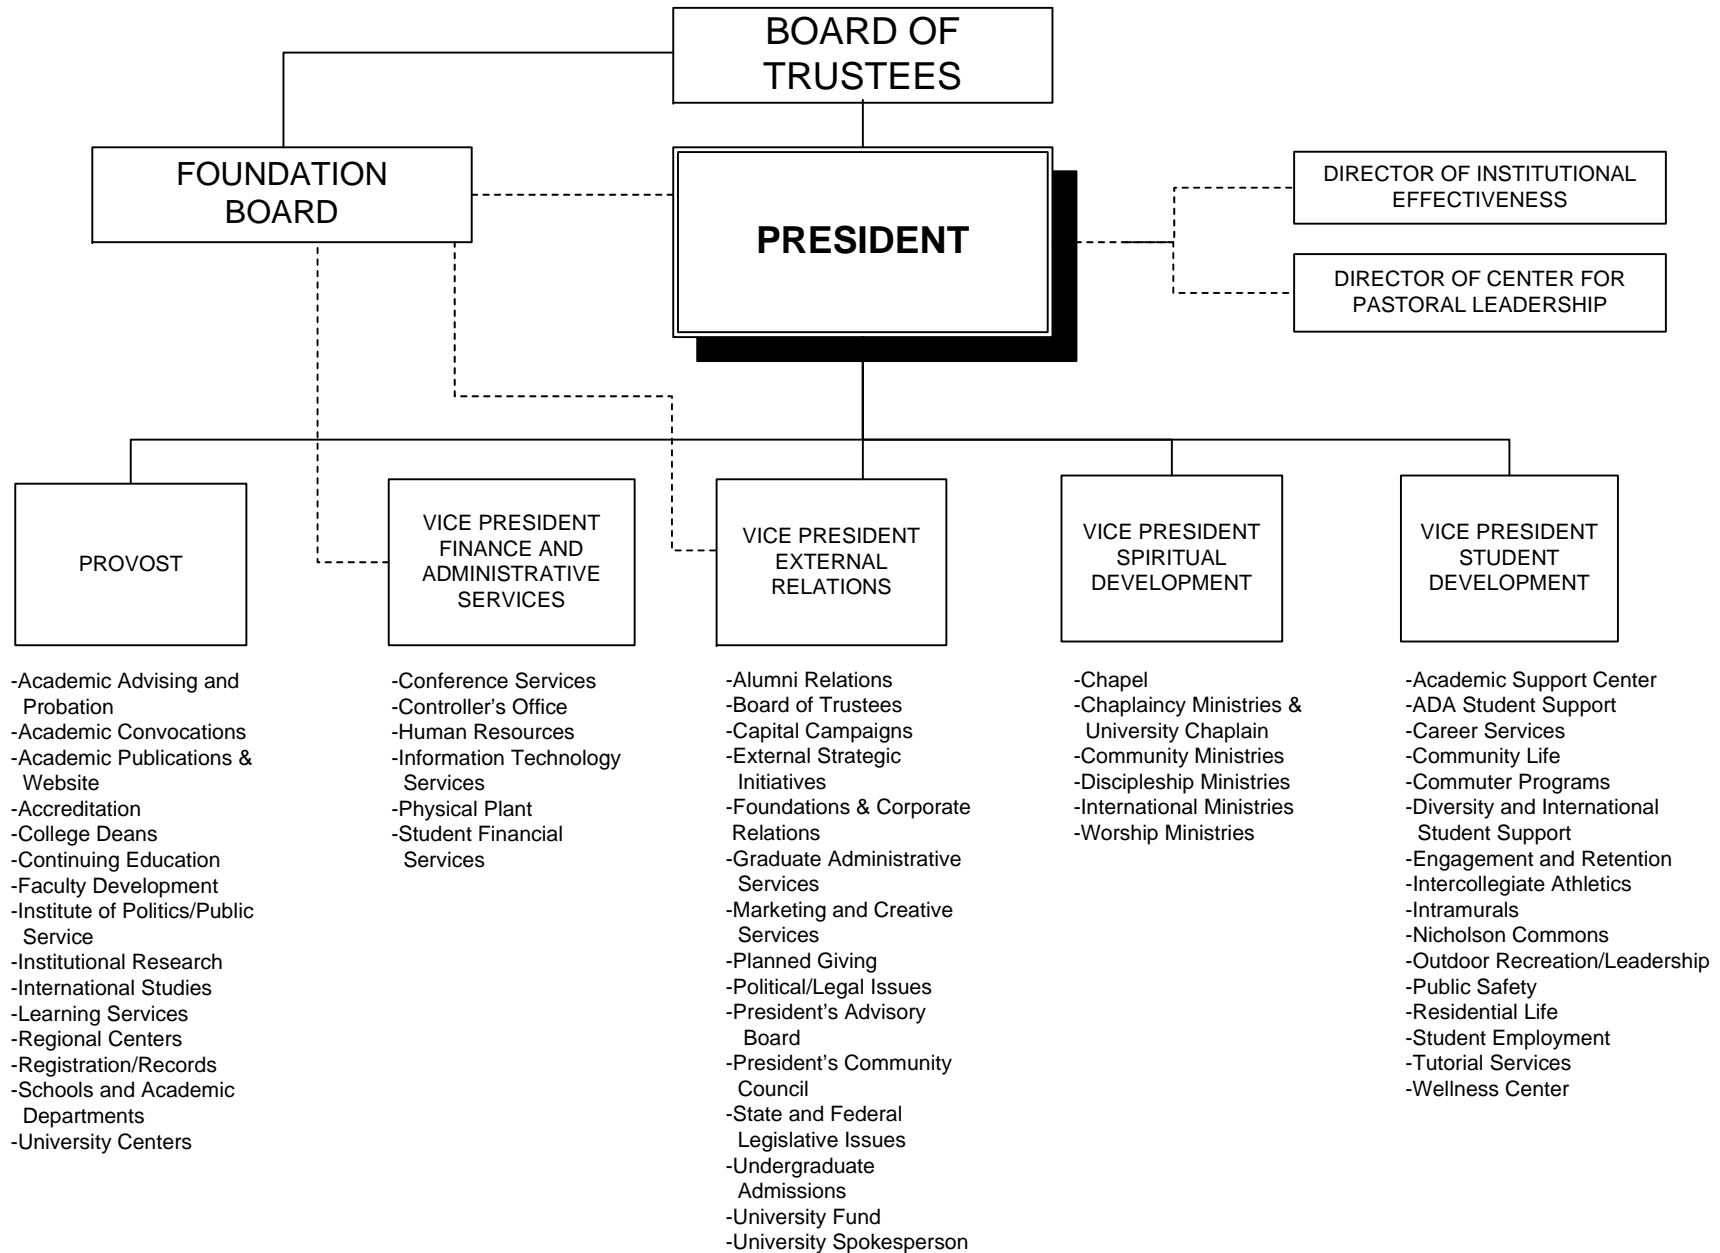 BOARD OF
TRUSTEES
FOUNDATION
BOARD
PRESIDENT
DIRECTOR OF INSTITUTIONAL
EFFECTIVENESS
DIRECTOR OF CENTER FOR
PASTORAL LEADERSHIP
PROVOST
-Academic Advising and
Probation
-Academic Convocations
-Academic Publications &
Website
-Accreditation
-College Deans
-Continuing Education
-Faculty Development
-Institute of Politics/Public
Service
-Institutional Research
-International Studies
-Learning Services
-Regional Centers
-Registration/Records
-Schools and Academic
Departments
-University Centers
VICE PRESIDENT
FINANCE AND
ADMINISTRATIVE
SERVICES
-Conference Services
-Controller’s Office
-Human Resources
-Information Technology
Services
-Physical Plant
-Student Financial
Services
VICE PRESIDENT
EXTERNAL
RELATIONS
-Alumni Relations
-Board of Trustees
-Capital Campaigns
-External Strategic
Initiatives
-Foundations & Corporate
Relations
-Graduate Administrative
Services
-Marketing and Creative
Services
-Planned Giving
-Political/Legal Issues
-President’s Advisory
Board
-President’s Community
Council
-State and Federal
Legislative Issues
-Undergraduate
Admissions
-University Fund
-University Spokesperson
VICE PRESIDENT
SPIRITUAL
DEVELOPMENT
-Chapel
-Chaplaincy Ministries &
University Chaplain
-Community Ministries
-Discipleship Ministries
-International Ministries
-Worship Ministries
VICE PRESIDENT
STUDENT
DEVELOPMENT
-Academic Support Center
-ADA Student Support
-Career Services
-Community Life
-Commuter Programs
-Diversity and International
Student Support
-Engagement and Retention
-Intercollegiate Athletics
-Intramurals
-Nicholson Commons
-Outdoor Recreation/Leadership
-Public Safety
-Residential Life
-Student Employment
-Tutorial Services
-Wellness Center